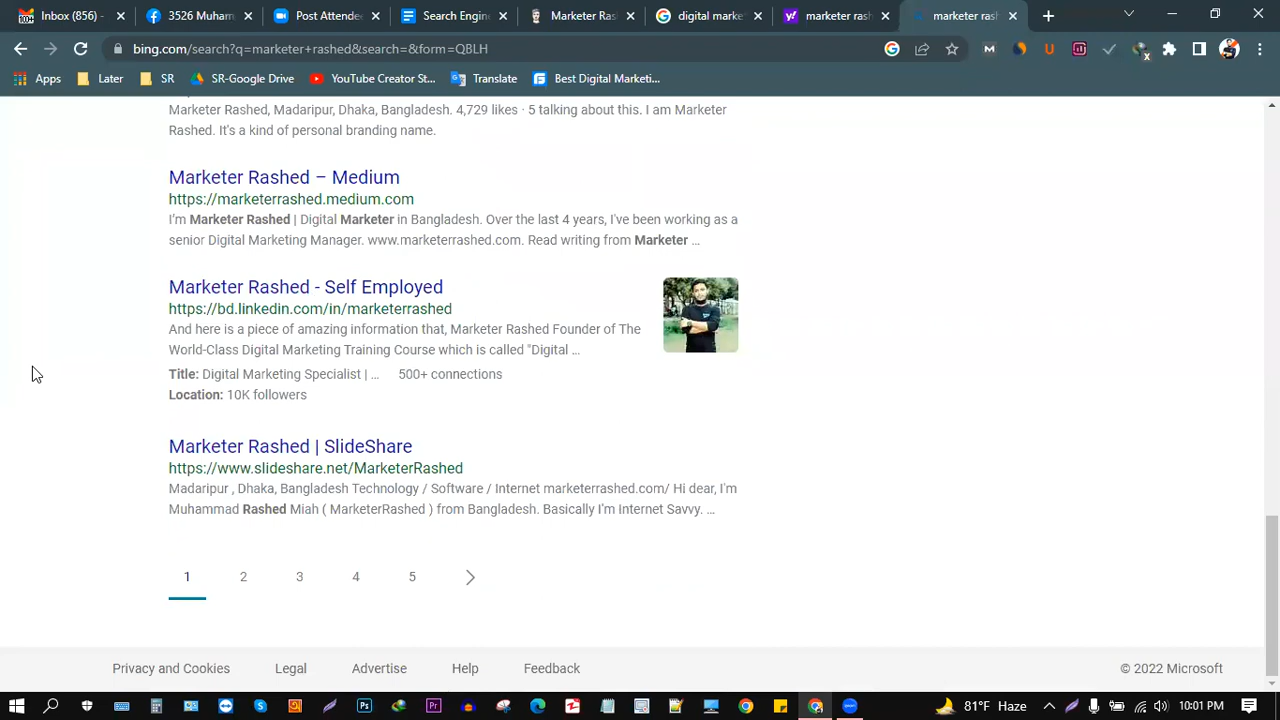 Inbox (856) -
3526 Muham
Post Attende
Search Engin
Marketer Ras
digital marke
marketer rash
marketer rash
bing.com/search?q=marketer+rashed&search=&form=QBLH
Apps
Later
SR
SR-Google Drive
YouTube Creator St...
Translate
Best Digital Marketi...
Marketer Rashed, Madaripur, Dhaka, Bangladesh. 4,729 likes · 5 talking about this. I am Marketer
Rashed. It's a kind of personal branding name.
Marketer Rashed – Medium
https://marketerrashed.medium.com
I'm Marketer Rashed | Digital Marketer in Bangladesh. Over the last 4 years, I've been working as a
senior Digital Marketing Manager. www.marketerrashed.com. Read writing from Marketer ...
Marketer Rashed - Self Employed
https://bd.linkedin.com/in/marketerrashed
And here is a piece of amazing information that, Marketer Rashed Founder of The
World-Class Digital Marketing Training Course which is called "Digital ...
Title: Digital Marketing Specialist | ... 500+ connections
Location: 10K followers
Marketer Rashed | SlideShare
https://www.slideshare.net/MarketerRashed
Madaripur , Dhaka, Bangladesh Technology / Software / Internet marketerrashed.com/ Hi dear, I'm
Muhammad Rashed Miah ( MarketerRashed ) from Bangladesh. Basically I'm Internet Savvy. ...
1 2 3 4 5
Privacy and Cookies Legal Advertise Help Feedback © 2022 Microsoft
81°F Haze 10:01 PM